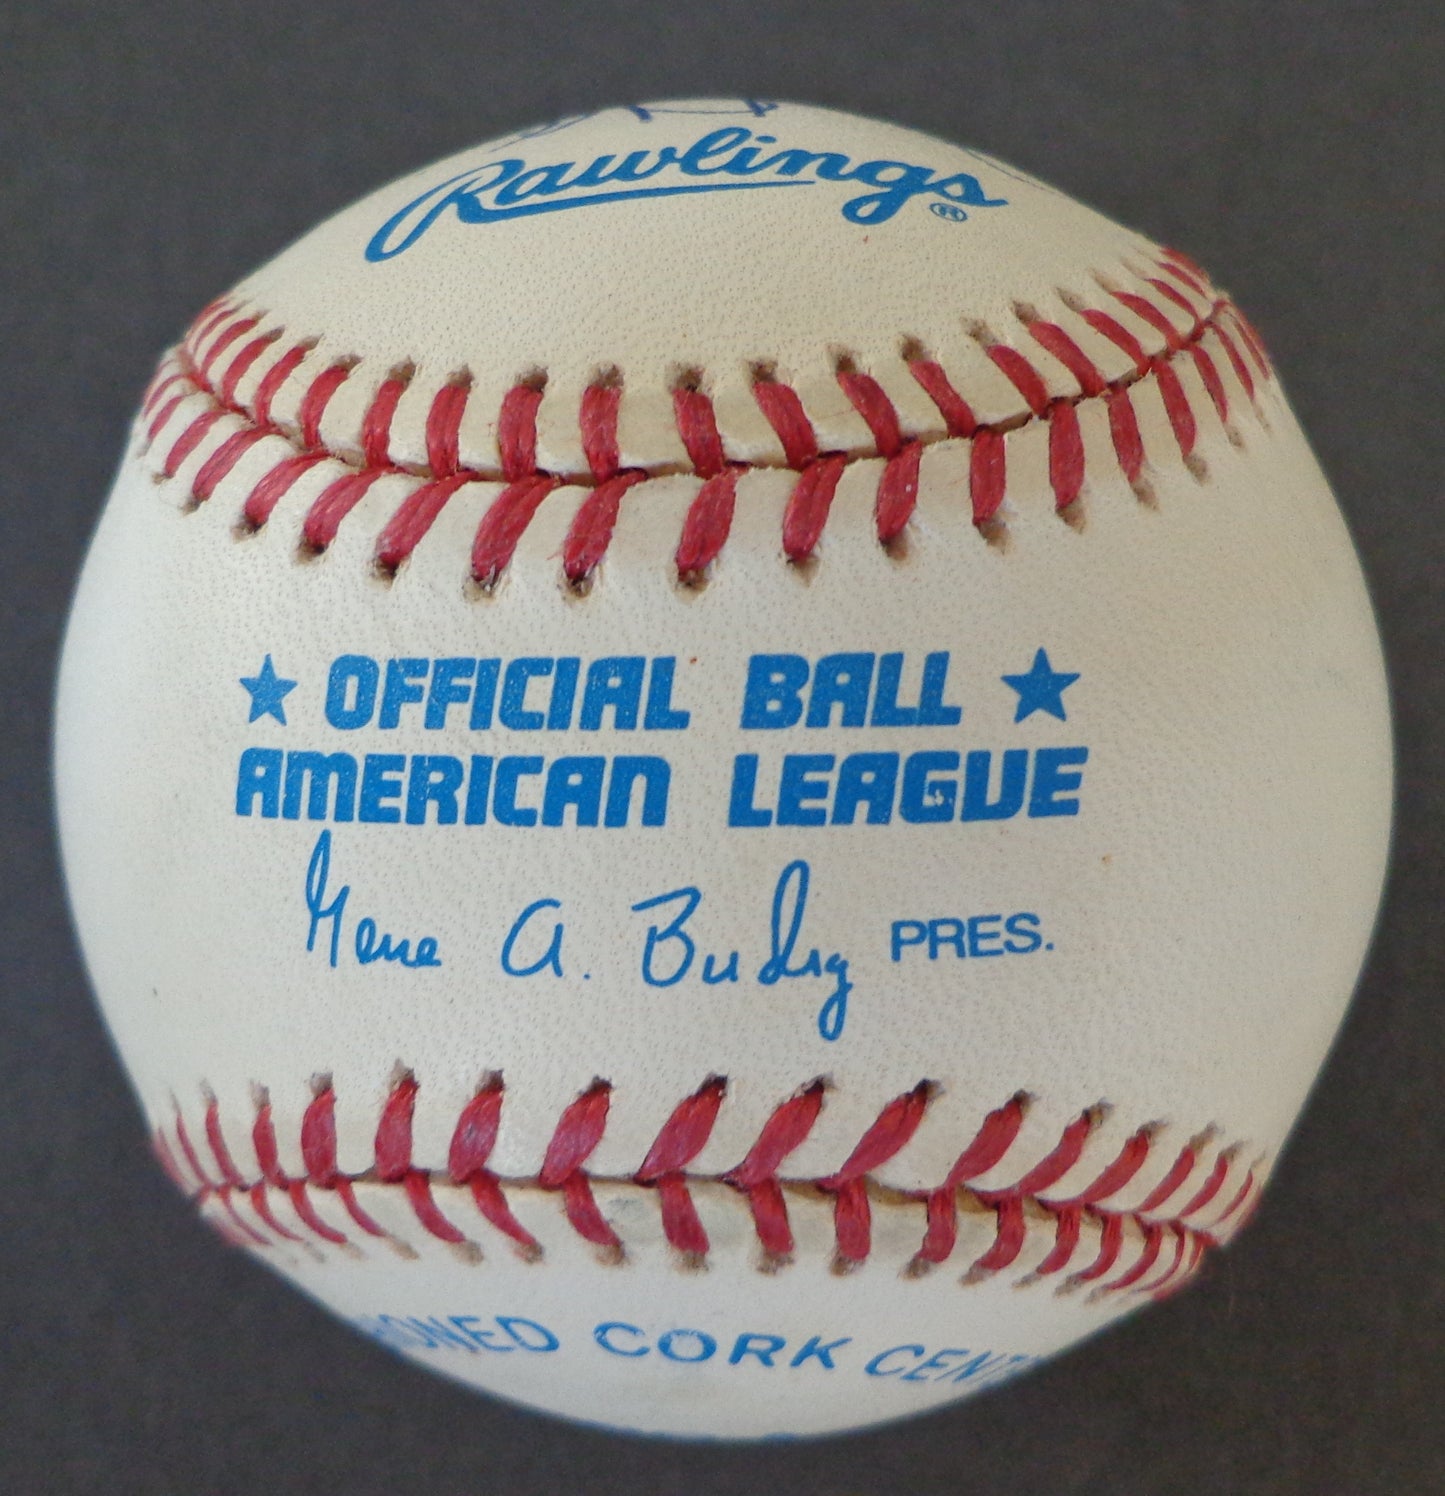 Rawlings ®
★ OFFICIAL BALL ★
AMERICAN LEAGUE
Gene A. Budig PRES.
CORK